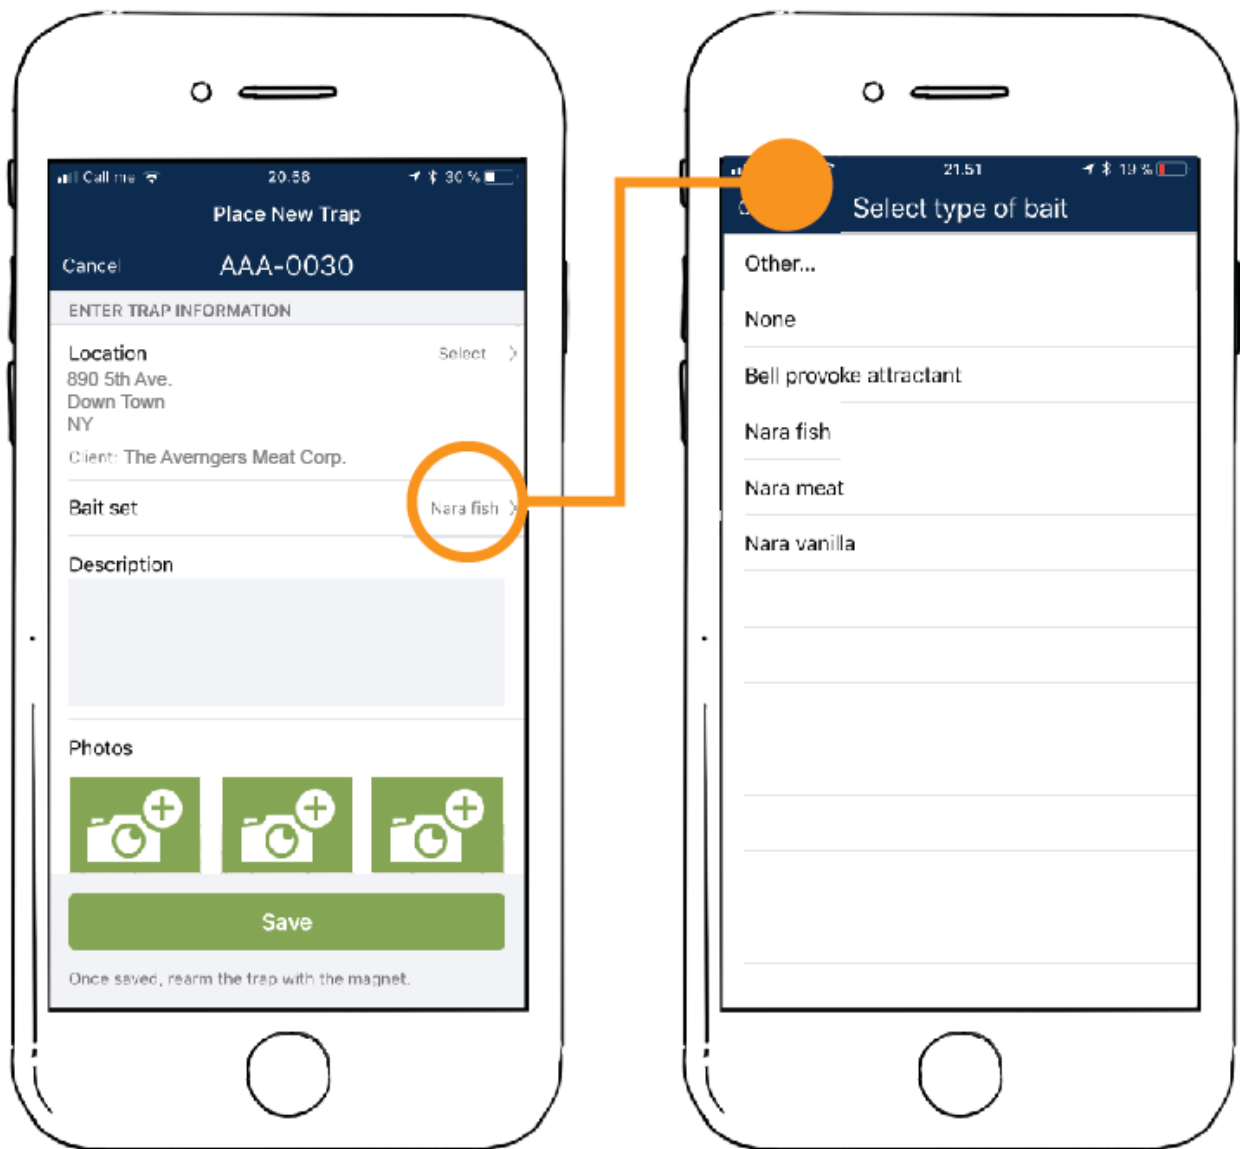 Call me 20.58 30 %
Place New Trap
Cancel AAA-0030
ENTER TRAP INFORMATION
Location Select
890 5th Ave.
Down Town
NY
Client: The Averngers Meat Corp.
Bait set Nara fish
Description
Photos
Save
Once saved, rearm the trap with the magnet.
21.51 19 %
Select type of bait
Other...
None
Bell provoke attractant
Nara fish
Nara meat
Nara vanilla